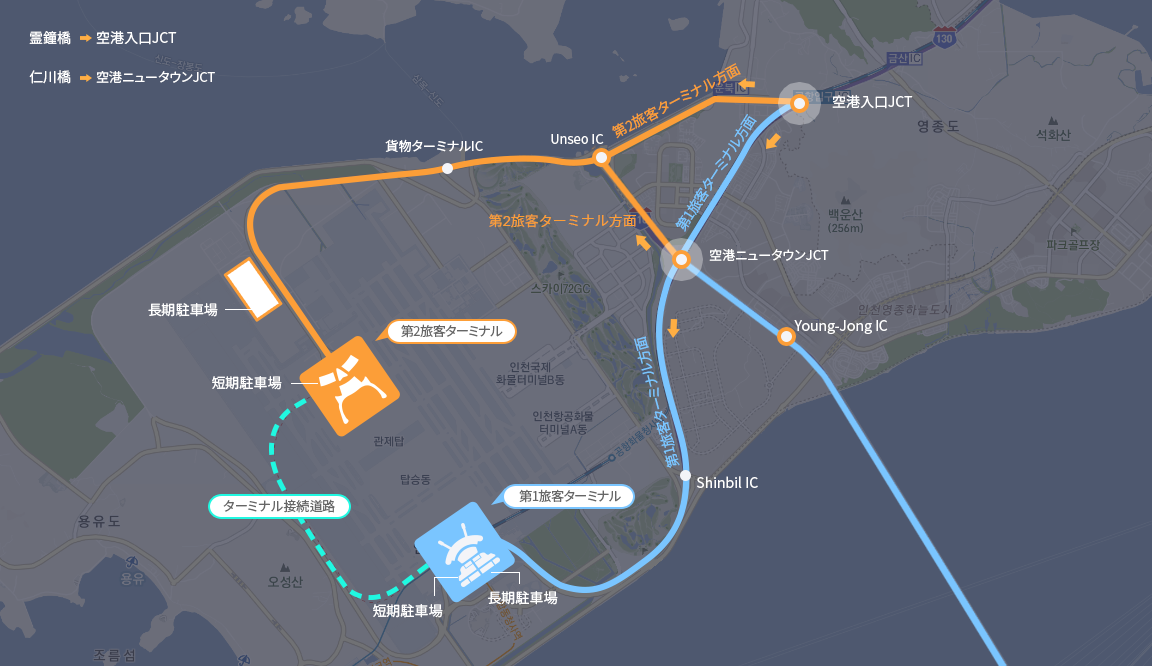 霊鐘橋 ➡ 空港入口JCT
仁川橋 ➡ 空港ニュータウンJCT
130
금산IC
空港入口JCT
영종도
석화산
第2旅客ターミナル方面
第1旅客ターミナル方面
Unseo IC
貨物ターミナルIC
第2旅客ターミナル方面
백운산
(256m)
파크골프장
空港ニュータウンJCT
스카이72GC
長期駐車場
인천영종하늘도시
Young-Jong IC
第2旅客ターミナル
第1旅客ターミナル方面
인천국제
화물터미널B동
短期駐車場
인천항공화물
터미널A동
관제탑
탑승동
공항화물청사
Shinbil IC
第1旅客ターミナル
ターミナル接続道路
용유도
용유
오성산
短期駐車場
長期駐車場
조름섬